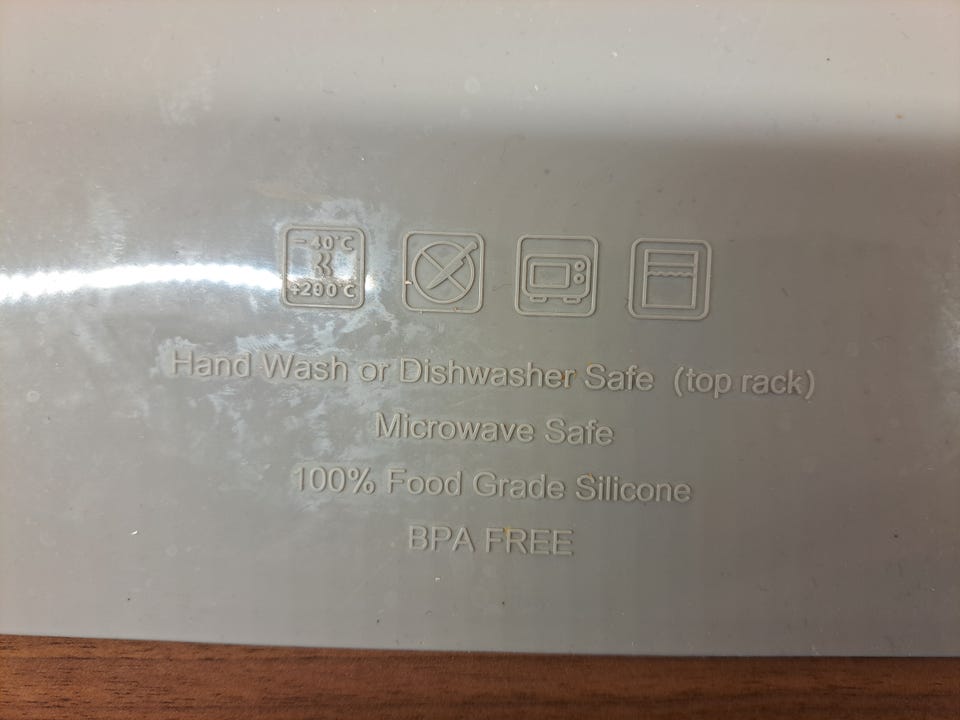 -40°C
+200°C
Hand Wash or Dishwasher Safe (top rack)
Microwave Safe
100% Food Grade Silicone
BPA FREE